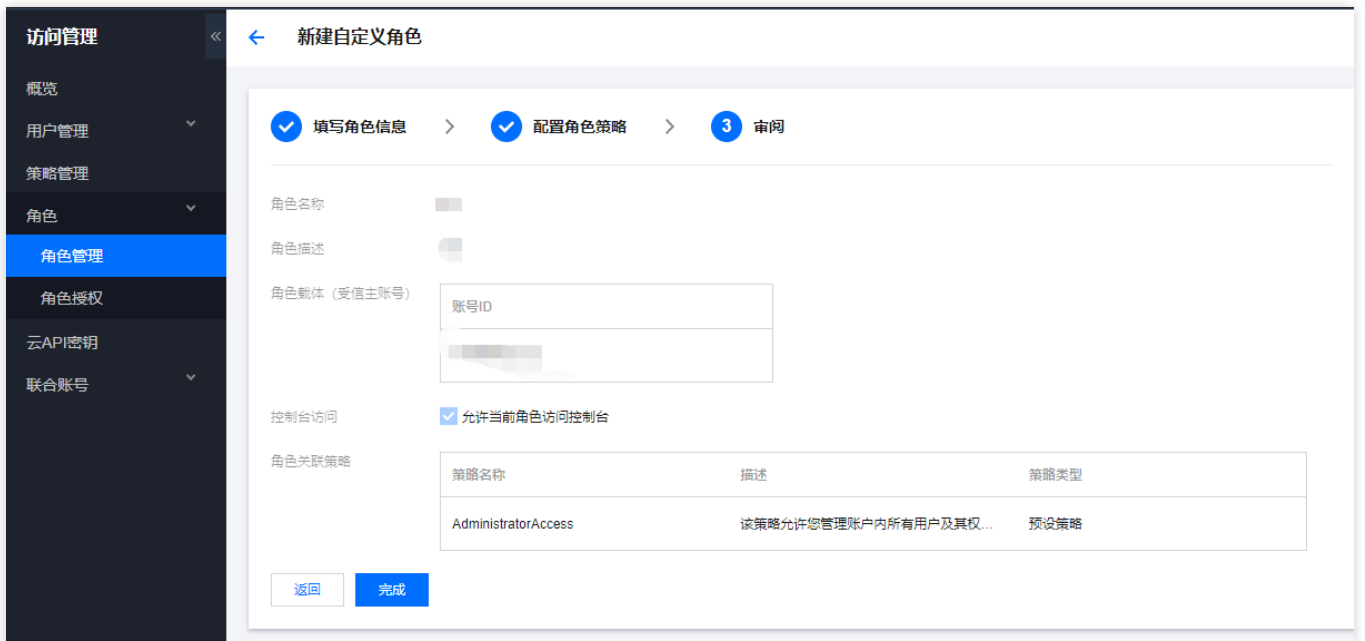 访问管理
«
新建自定义角色
概览
用户管理
策略管理
角色
角色管理
角色授权
云API密钥
联合账号
填写角色信息
配置角色策略
3 审阅
角色名称
角色描述
角色载体（受信主账号）
账号ID
控制台访问
允许当前角色访问控制台
角色关联策略
策略名称 描述 策略类型
AdministratorAccess 该策略允许您管理账户内所有用户及其权... 预设策略
返回 完成